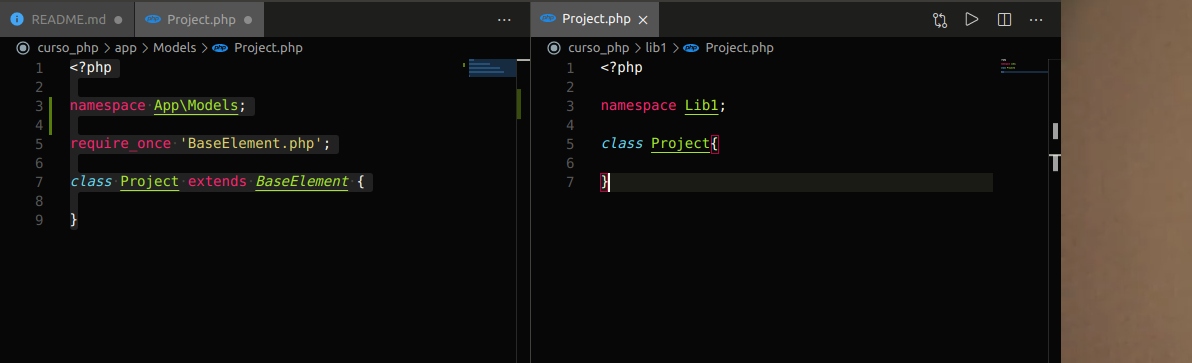 README.md Project.php ...
curso_php > app > Models > Project.php
1 <?php
2
3 namespace App\Models;
4
5 require_once 'BaseElement.php';
6
7 class Project extends BaseElement {
8
9 }
Project.php × ...
curso_php > lib1 > Project.php
1 <?php
2
3 namespace Lib1;
4
5 class Project{
6
7 }